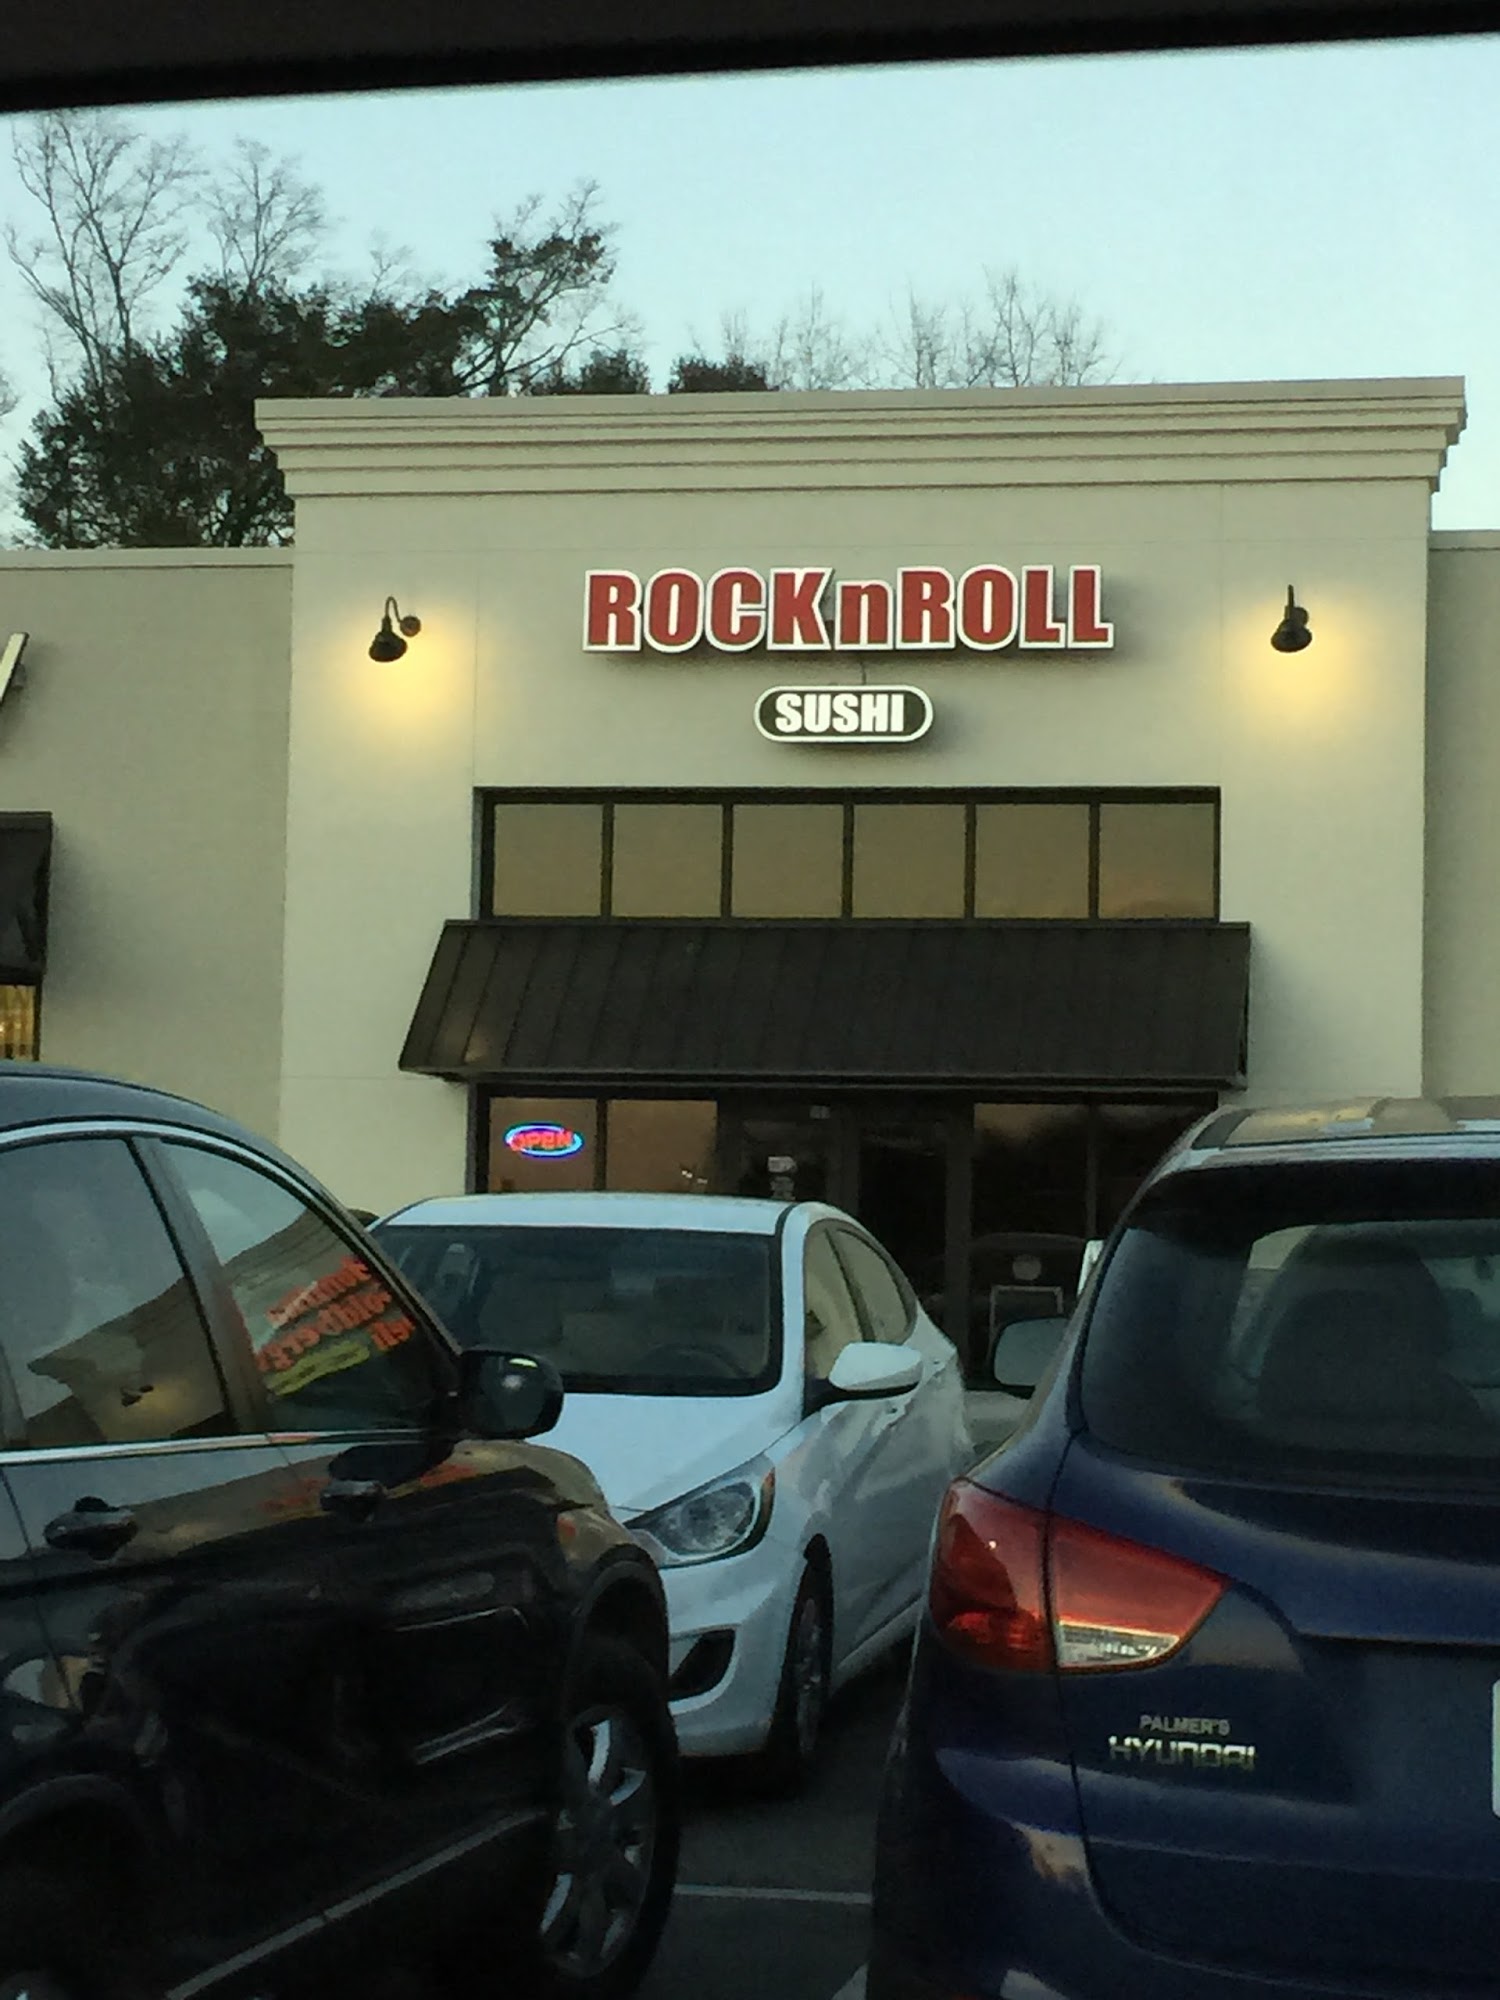 ROCKnROLL
SUSHI
OPEN
PALMER'S
HYUNDAI